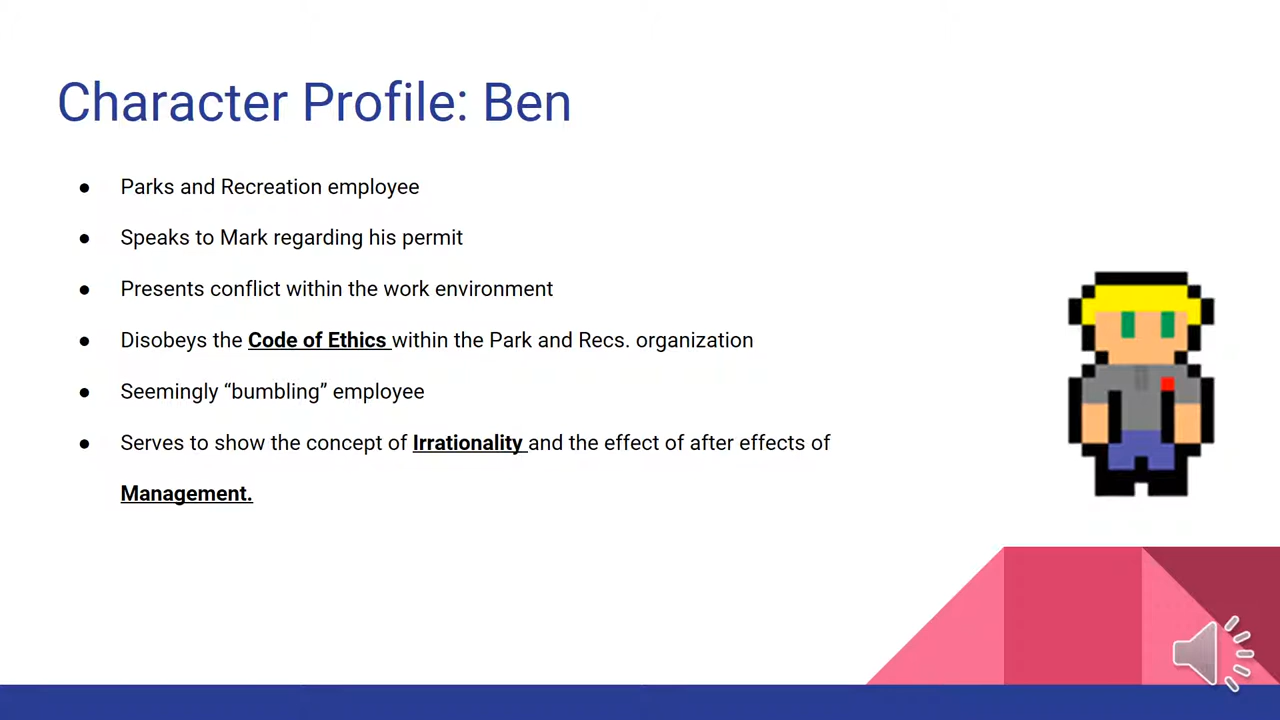 Character Profile: Ben
● Parks and Recreation employee
● Speaks to Mark regarding his permit
● Presents conflict within the work environment
● Disobeys the Code of Ethics within the Park and Recs. organization
● Seemingly “bumbling” employee
● Serves to show the concept of Irrationality and the effect of after effects of
Management.